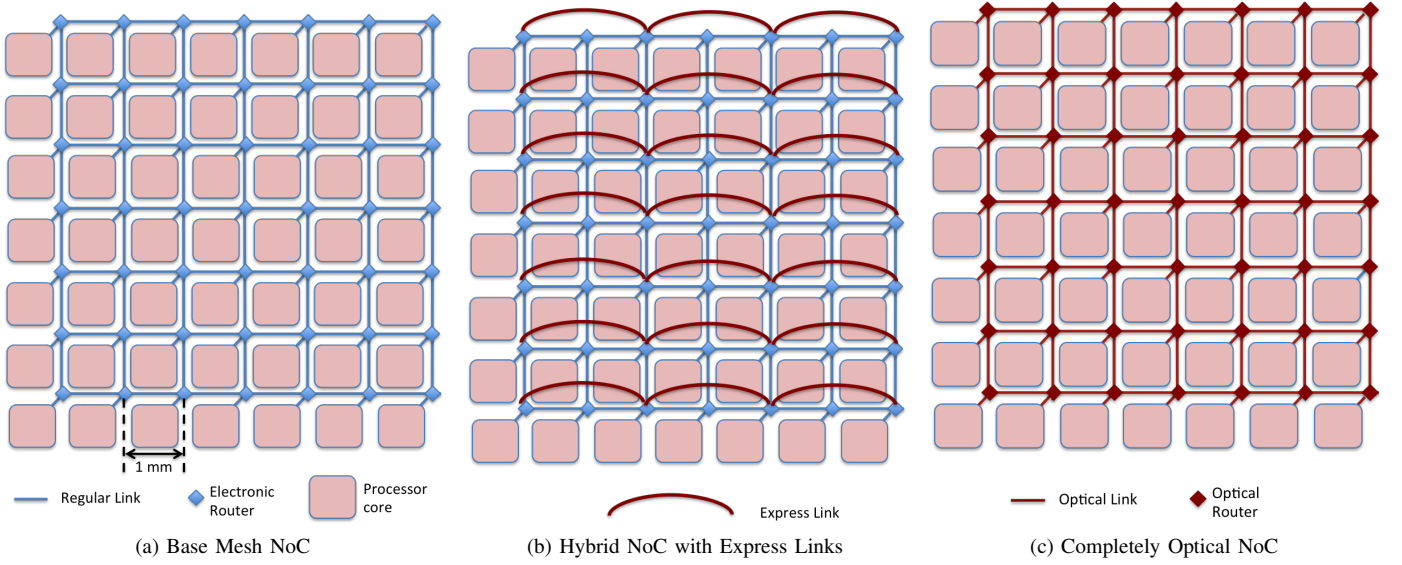 1 mm
Regular Link
Electronic
Router
Processor
core
Express Link
Optical Link
Optical
Router
(a) Base Mesh NoC
(b) Hybrid NoC with Express Links
(c) Completely Optical NoC